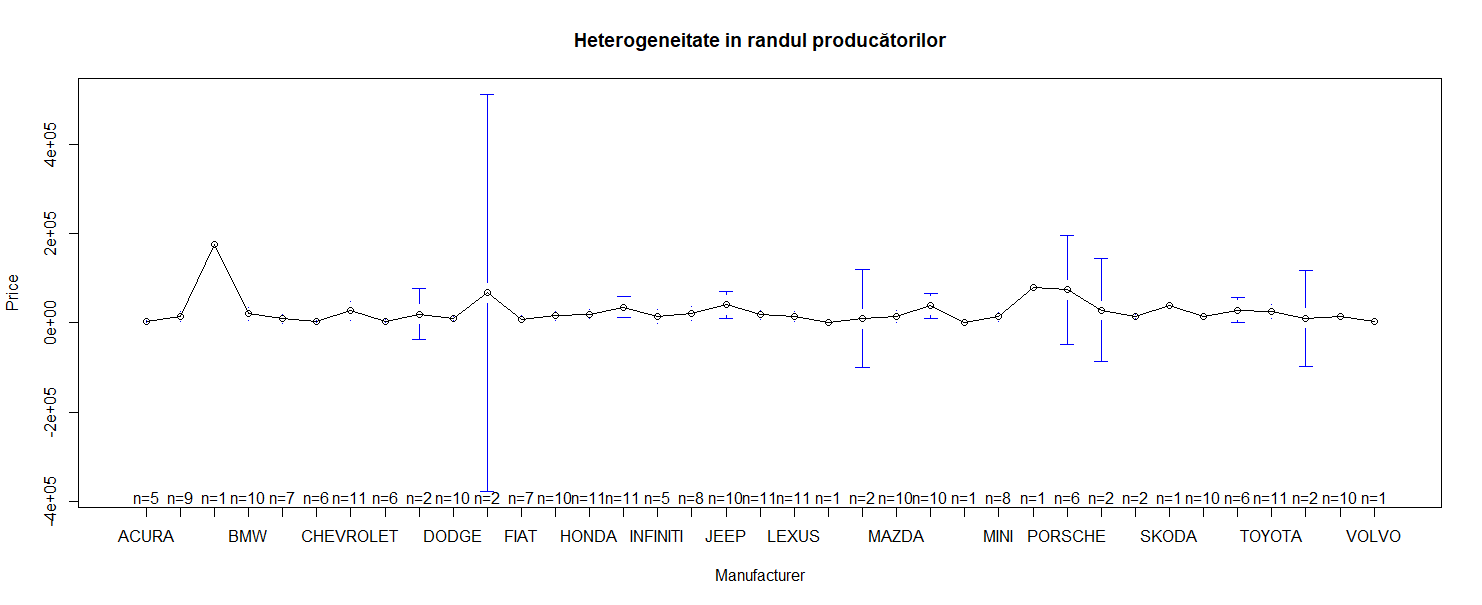 Heterogeneitate in randul producătorilor
Price
4e+05
2e+05
0e+00
-2e+05
-4e+05
n=5 n=9 n=1 n=10 n=7 n=6 n=11 n=6 n=2 n=10 n=2 n=7 n=10 n=11 n=11 n=5 n=8 n=10 n=11 n=11 n=1 n=2 n=10 n=10 n=1 n=8 n=1 n=6 n=2 n=2 n=1 n=10 n=6 n=11 n=2 n=10 n=1
ACURA BMW CHEVROLET DODGE FIAT HONDA INFINITI JEEP LEXUS MAZDA MINI PORSCHE SKODA TOYOTA VOLVO
Manufacturer